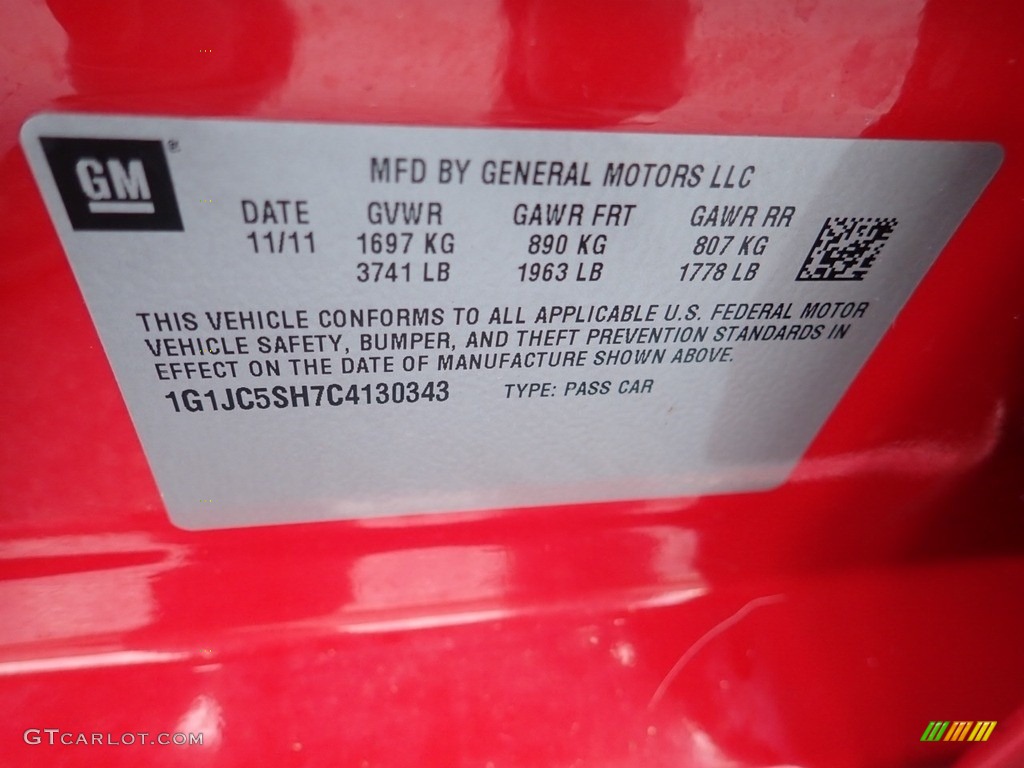 GM®
MFD BY GENERAL MOTORS LLC
DATE GVWR GAWR FRT GAWR RR
11/11 1697 KG 890 KG 807 KG
3741 LB 1963 LB 1778 LB
THIS VEHICLE CONFORMS TO ALL APPLICABLE U.S. FEDERAL MOTOR
VEHICLE SAFETY, BUMPER, AND THEFT PREVENTION STANDARDS IN
EFFECT ON THE DATE OF MANUFACTURE SHOWN ABOVE.
1G1JC5SH7C4130343 TYPE: PASS CAR
GTCARLOT.COM